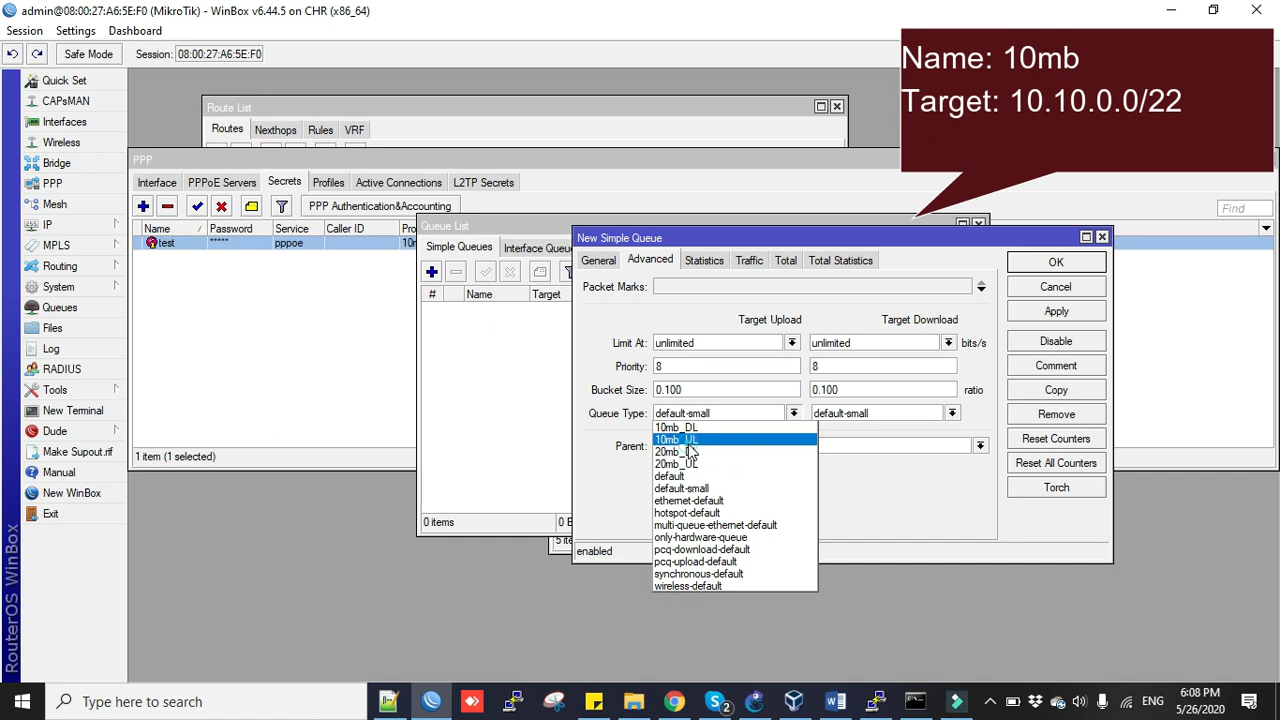 admin@08:00:27:A6:5E:F0 (MikroTik) - WinBox v6.44.5 on CHR (x86_64)
Session Settings Dashboard
Safe Mode Session: 08:00:27:A6:5E:F0
Name: 10mb
Target: 10.10.0.0/22
Quick Set
CAPsMAN
Interfaces
Wireless
Bridge
PPP
Mesh
IP
MPLS
Routing
System
Queues
Files
Log
RADIUS
Tools
New Terminal
Dude
Make Supout.rif
Manual
New WinBox
Exit
RouterOS WinBox
Route List
Routes Nexthops Rules VRF
PPP
Interface PPPoE Servers Secrets Profiles Active Connections L2TP Secrets
PPP Authentication&Accounting
Find
Name Password Service Caller ID
test ***** pppoe
1 item (1 selected)
Queue List
Simple Queues
# Name Target
0 items
New Simple Queue
General Advanced Statistics Traffic Total Total Statistics
Packet Marks:
Target Upload Target Download
Limit At: unlimited unlimited bits/s
Priority: 8 8
Bucket Size: 0.100 0.100 ratio
Queue Type: default-small default-small
Parent:
10mb_DL
10mb_UL
20mb_UL
default
default-small
ethernet-default
hotspot-default
multi-queue-ethernet-default
only-hardware-queue
pcq-download-default
pcq-upload-default
synchronous-default
wireless-default
enabled
OK
Cancel
Apply
Disable
Comment
Copy
Remove
Reset Counters
Reset All Counters
Torch
Type here to search
2
ENG
6:08 PM
5/26/2020